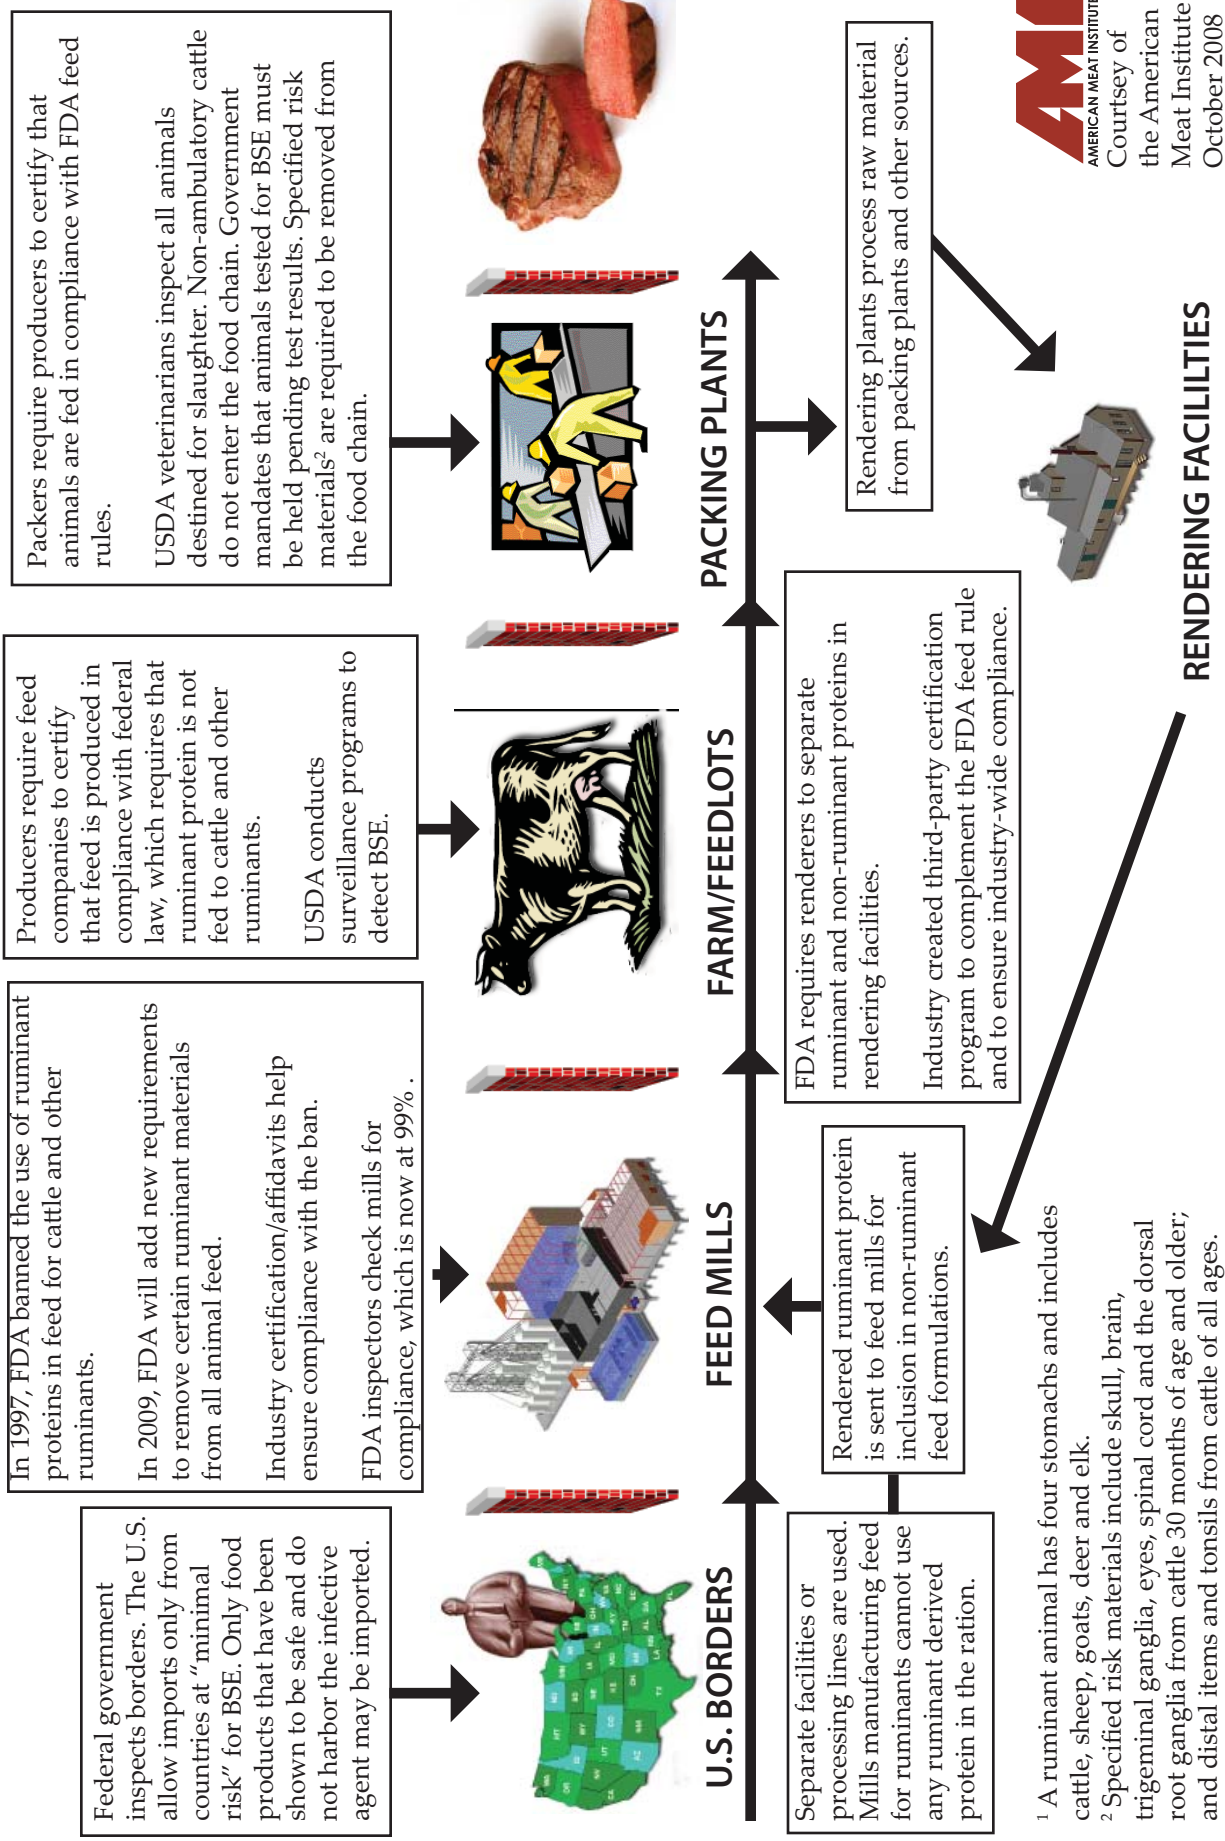 Federal government
inspects borders. The U.S.
allow imports only from
countries at “minimal
risk” for BSE. Only food
products that have been
shown to be safe and do
not harbor the infective
agent may be imported.
In 1997, FDA banned the use of ruminant
proteins in feed for cattle and other
ruminants.
In 2009, FDA will add new requirements
to remove certain ruminant materials
from all animal feed.
Industry certification/affidavits help
ensure compliance with the ban.
FDA inspectors check mills for
compliance, which is now at 99% .
Producers require feed
companies to certify
that feed is produced in
compliance with federal
law, which requires that
ruminant protein is not
fed to cattle and other
ruminants.
USDA conducts
surveillance programs to
detect BSE.
Packers require producers to certify that
animals are fed in compliance with FDA feed
rules.
USDA veterinarians inspect all animals
destined for slaughter. Non-ambulatory cattle
do not enter the food chain. Government
mandates that animals tested for BSE must
be held pending test results. Specified risk
materials² are required to be removed from
the food chain.
U.S. BORDERS
FEED MILLS
FARM/FEEDLOTS
PACKING PLANTS
Separate facilities or
processing lines are used.
Mills manufacturing feed
for ruminants cannot use
any ruminant derived
protein in the ration.
Rendered ruminant protein
is sent to feed mills for
inclusion in non-ruminant
feed formulations.
FDA requires renderers to separate
ruminant and non-ruminant proteins in
rendering facilities.
Industry created third-party certification
program to complement the FDA feed rule
and to ensure industry-wide compliance.
Rendering plants process raw material
from packing plants and other sources.
RENDERING FACILILTIES
¹ A ruminant animal has four stomachs and includes
cattle, sheep, goats, deer and elk.
² Specified risk materials include skull, brain,
trigeminal ganglia, eyes, spinal cord and the dorsal
root ganglia from cattle 30 months of age and older;
and distal items and tonsils from cattle of all ages.
AMI
AMERICAN MEAT INSTITUTE
Courtsey of
the American
Meat Institute
October 2008